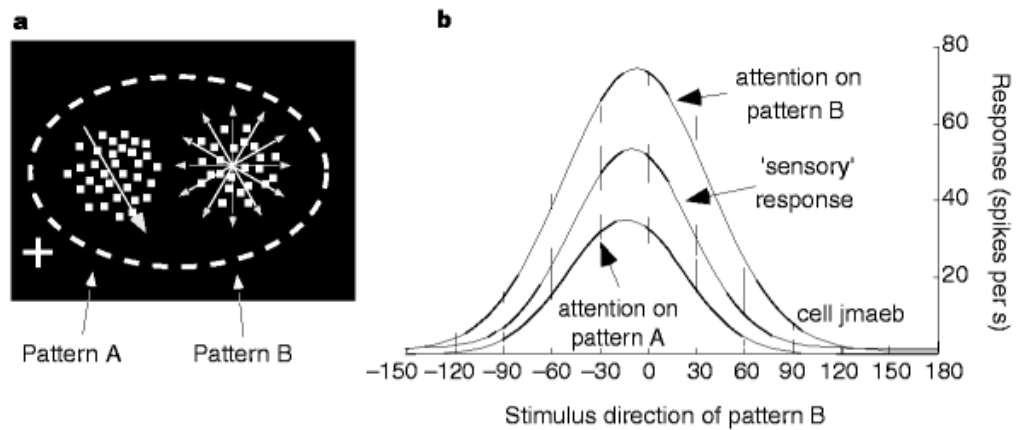 a
b
Pattern A
Pattern B
attention on
pattern B
'sensory'
response
attention on
pattern A
cell jmaeb
80
60
40
20
Response (spikes per s)
–150 –120 –90 –60 –30 0 30 60 90 120 150 180
Stimulus direction of pattern B